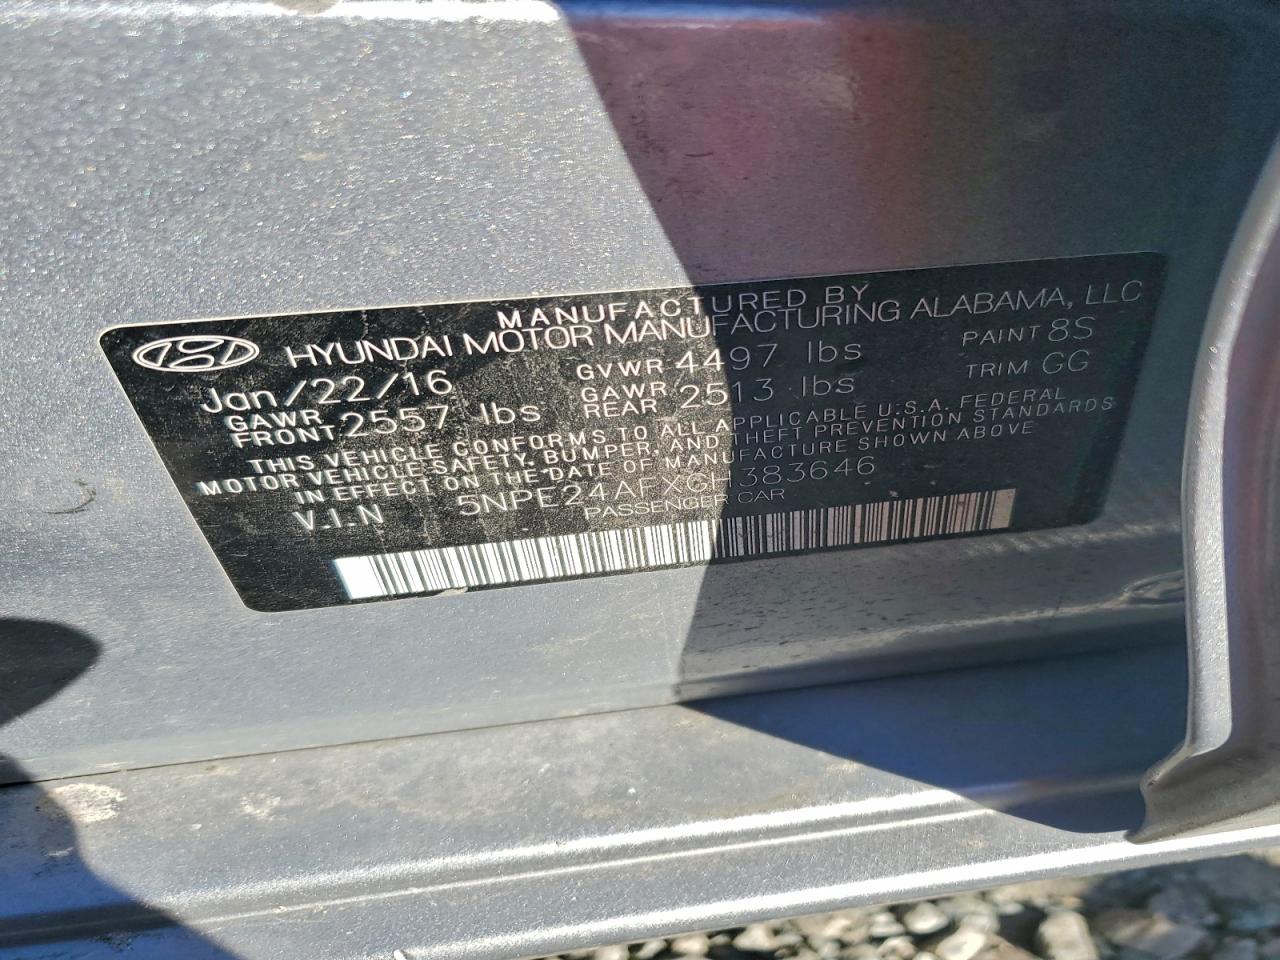 MANUFACTURED BY
HYUNDAI MOTOR MANUFACTURING ALABAMA, LLC
Jan/22/16 GVWR 4497 lbs PAINT 8S
GAWR FRONT 2557 lbs GAWR REAR 2513 lbs TRIM GG
THIS VEHICLE CONFORMS TO ALL APPLICABLE U.S.A. FEDERAL
MOTOR VEHICLE SAFETY, BUMPER, AND THEFT PREVENTION STANDARDS
IN EFFECT ON THE DATE OF MANUFACTURE SHOWN ABOVE
V.I.N 5NPE24AFXGH383646
PASSENGER CAR